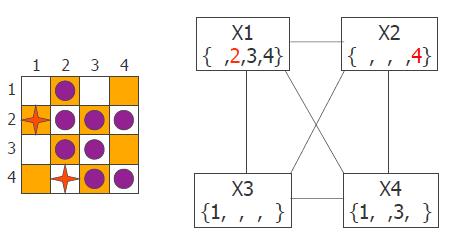 X1
{ ,2,3,4}
X2
{ , , ,4}
1 2 3 4
1
2
3
4
X3
{1, , , }
X4
{1, ,3, }